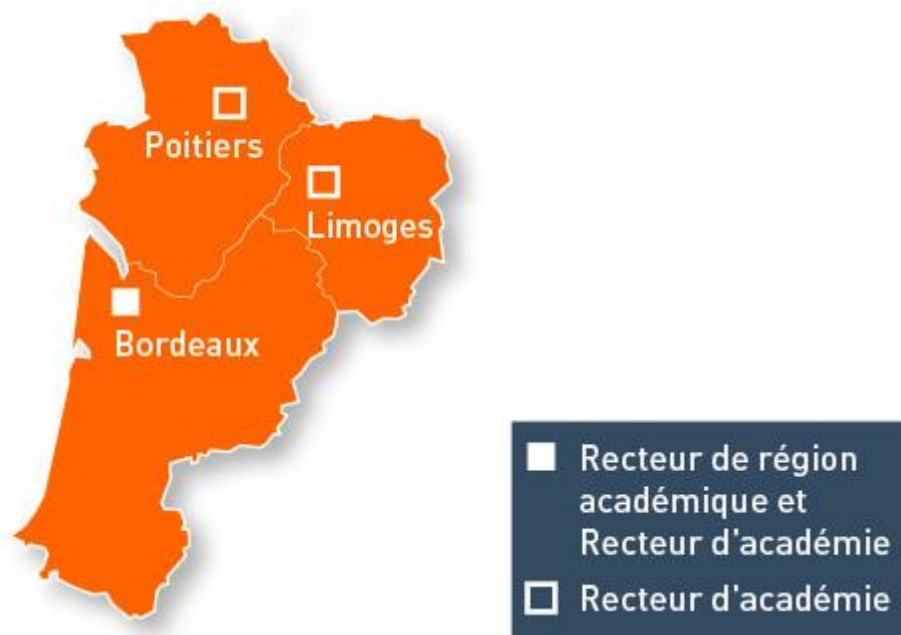 Poitiers
Limoges
Bordeaux
Recteur de région
académique et
Recteur d'académie
Recteur d'académie